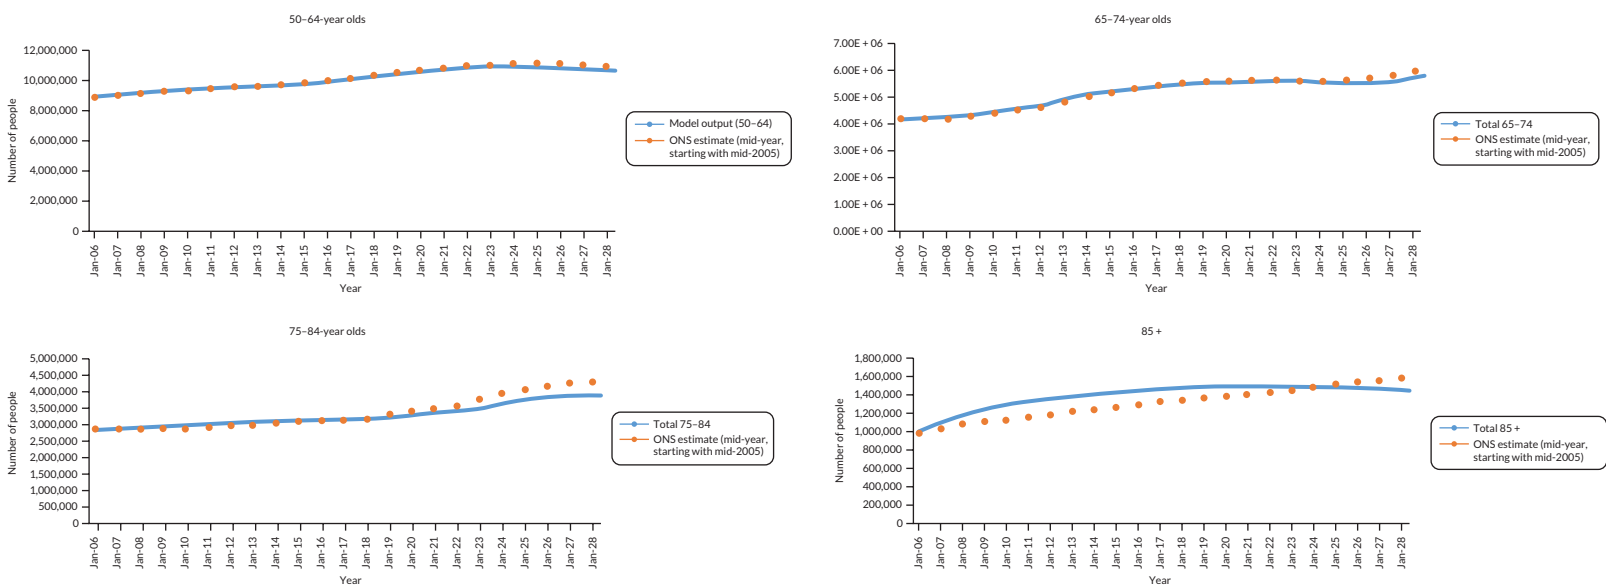 50–64-year olds
12,000,000
10,000,000
8,000,000
6,000,000
4,000,000
2,000,000
0
Number of people
Jan-06
Jan-07
Jan-08
Jan-09
Jan-10
Jan-11
Jan-12
Jan-13
Jan-14
Jan-15
Jan-16
Jan-17
Jan-18
Jan-19
Jan-20
Jan-21
Jan-22
Jan-23
Jan-24
Jan-25
Jan-26
Jan-27
Jan-28
Year
Model output (50–64)
ONS estimate (mid-year,
starting with mid-2005)
65–74-year olds
7.00E + 06
6.00E + 06
5.00E + 06
4.00E + 06
3.00E + 06
2.00E + 06
1.00E + 06
0.00E + 00
Number of people
Jan-06
Jan-07
Jan-08
Jan-09
Jan-10
Jan-11
Jan-12
Jan-13
Jan-14
Jan-15
Jan-16
Jan-17
Jan-18
Jan-19
Jan-20
Jan-21
Jan-22
Jan-23
Jan-24
Jan-25
Jan-26
Jan-27
Jan-28
Year
Total 65–74
ONS estimate (mid-year,
starting with mid-2005)
75–84-year olds
5,000,000
4,500,000
4,000,000
3,500,000
3,000,000
2,500,000
2,000,000
1,500,000
1,000,000
500,000
0
Number of people
Jan-06
Jan-07
Jan-08
Jan-09
Jan-10
Jan-11
Jan-12
Jan-13
Jan-14
Jan-15
Jan-16
Jan-17
Jan-18
Jan-19
Jan-20
Jan-21
Jan-22
Jan-23
Jan-24
Jan-25
Jan-26
Jan-27
Jan-28
Year
Total 75–84
ONS estimate (mid-year,
starting with mid-2005)
85 +
1,800,000
1,600,000
1,400,000
1,200,000
1,000,000
800,000
600,000
400,000
200,000
0
Number of people
Jan-06
Jan-07
Jan-08
Jan-09
Jan-10
Jan-11
Jan-12
Jan-13
Jan-14
Jan-15
Jan-16
Jan-17
Jan-18
Jan-19
Jan-20
Jan-21
Jan-22
Jan-23
Jan-24
Jan-25
Jan-26
Jan-27
Jan-28
Year
Total 85 +
ONS estimate (mid-year,
starting with mid-2005)